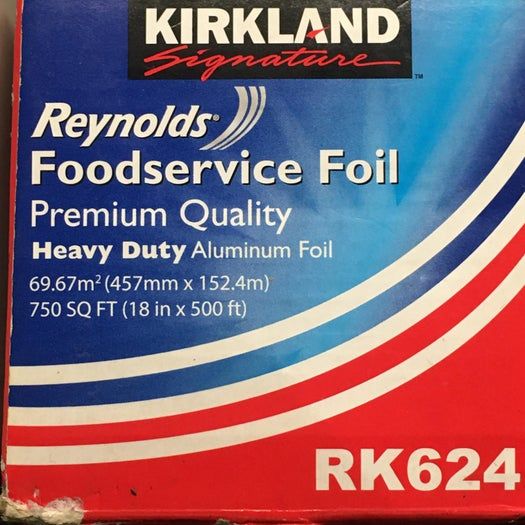 KIRKLAND
Signature™
Reynolds®
Foodservice Foil
Premium Quality
Heavy Duty Aluminum Foil
69.67m² (457mm x 152.4m)
750 SQ FT (18 in x 500 ft)
RK624